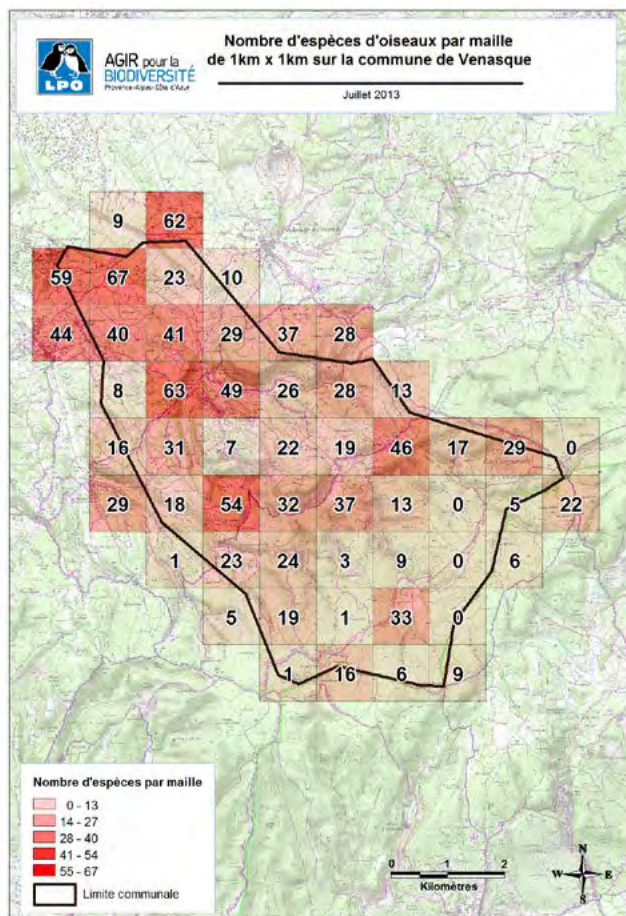 LPO
AGIR pour la
BIODIVERSITÉ
Provence-Alpes-Côte d'Azur
Nombre d'espèces d'oiseaux par maille
de 1km x 1km sur la commune de Venasque
Juillet 2013
9 62
59 67 23 10
44 40 41 29 37 28
8 63 49 26 28 13
16 31 7 22 19 46 17 29 0
29 18 54 32 37 13 0 5 22
1 23 24 3 9 0 6
5 19 1 33 0
1 16 6 9
Nombre d'espèces par maille
0 - 13
14 - 27
28 - 40
41 - 54
55 - 67
Limite communale
0 1 2
Kilomètres
N
W E
S